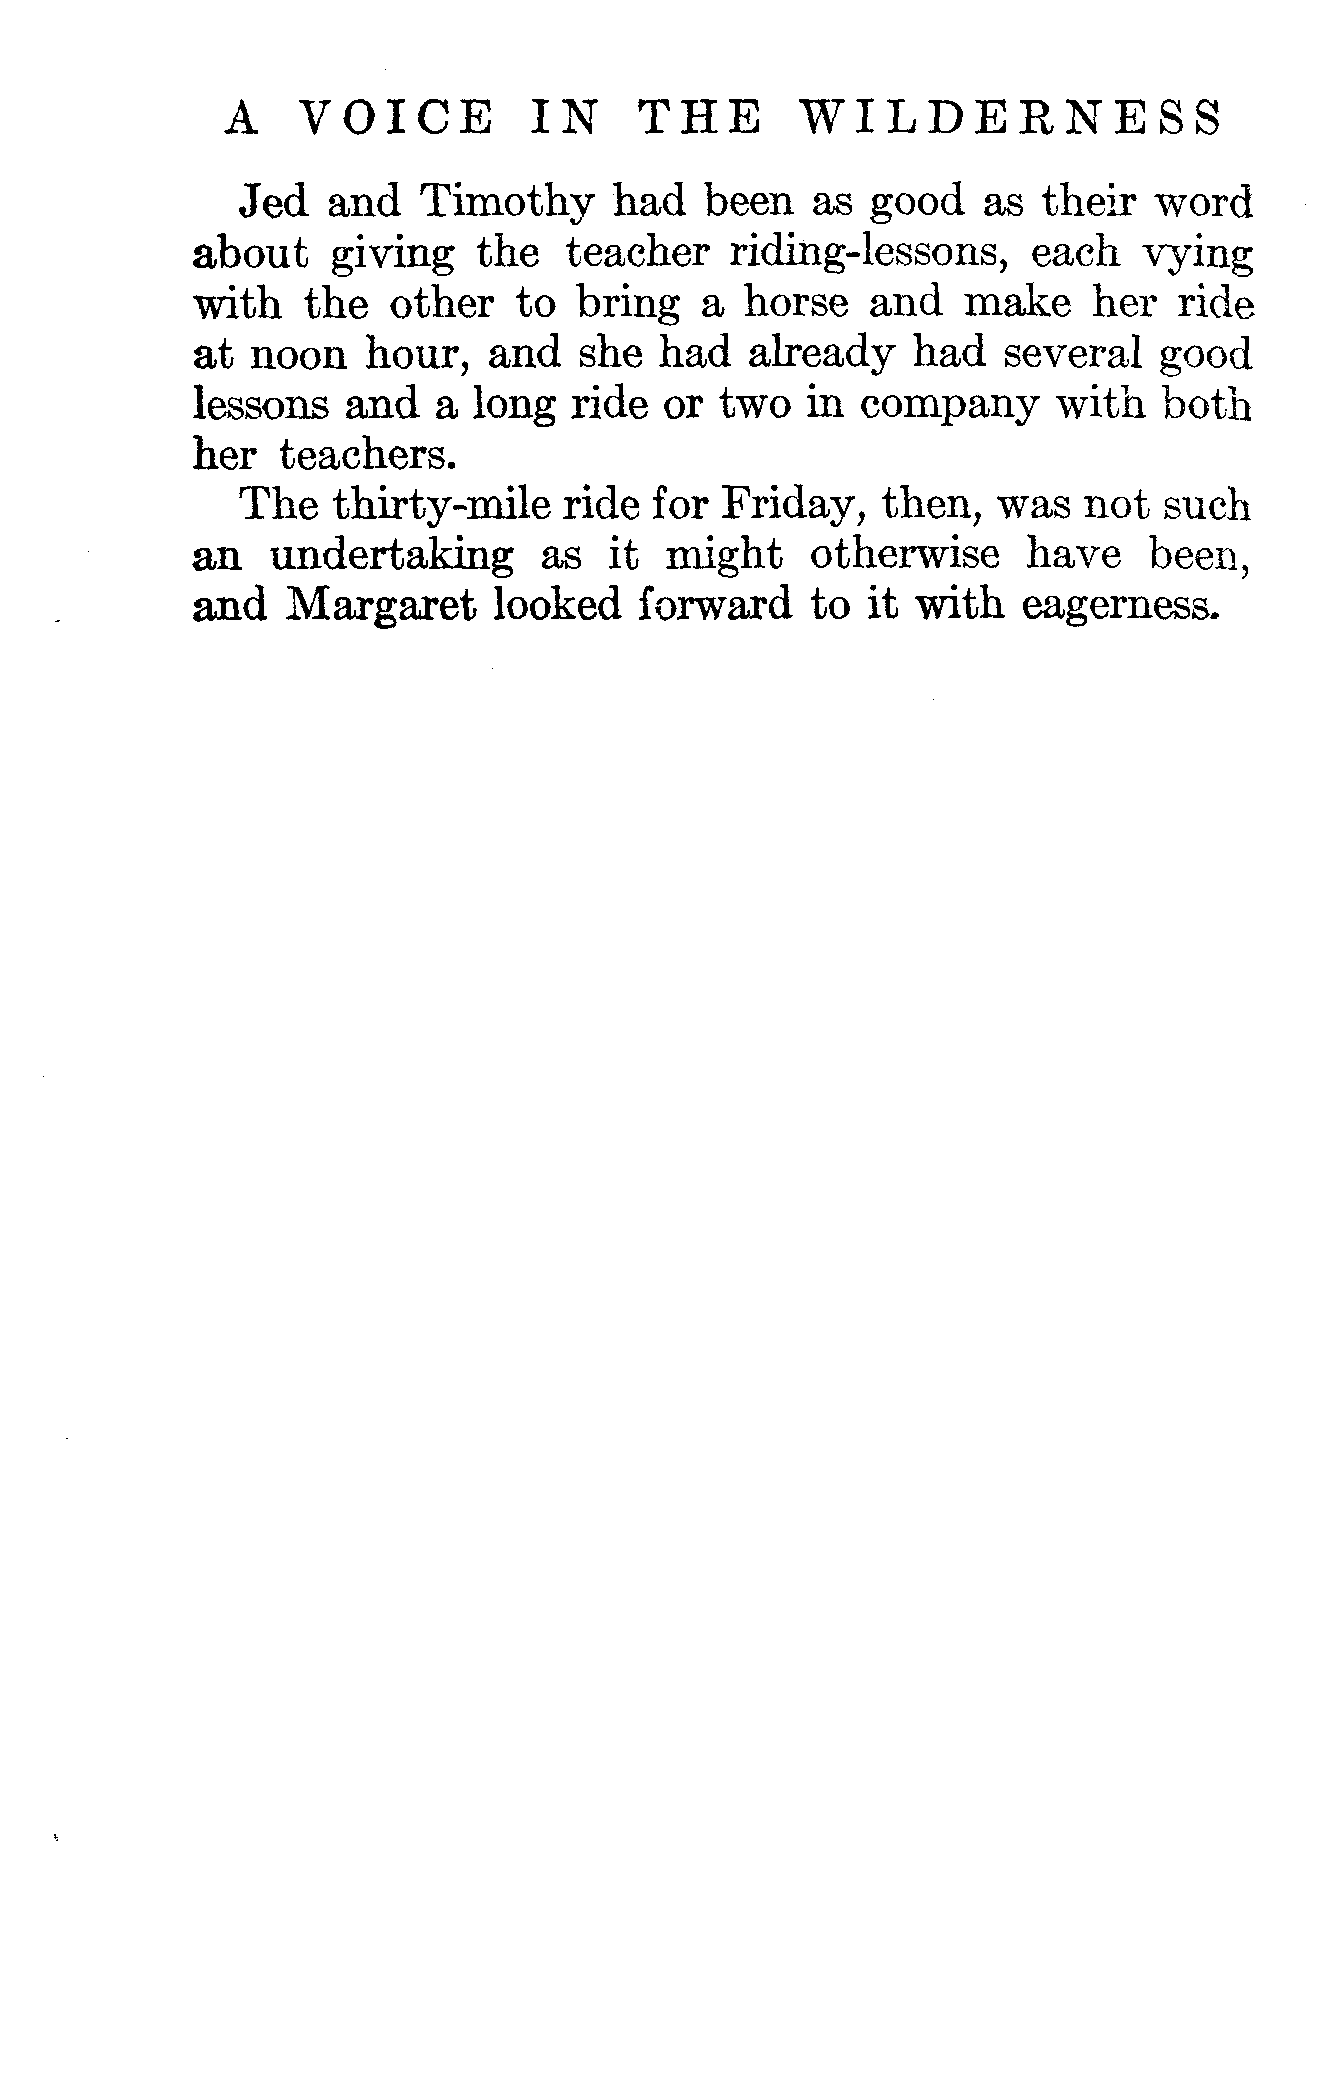 A VOICE IN THE WILDERNESS
Jed and Timothy had been as good as their word
about giving the teacher riding-lessons, each vying
with the other to bring a horse and make her ride
at noon hour, and she had already had several good
lessons and a long ride or two in company with both
her teachers.
The thirty-mile ride for Friday, then, was not such
an undertaking as it might otherwise have been,
and Margaret looked forward to it with eagerness.